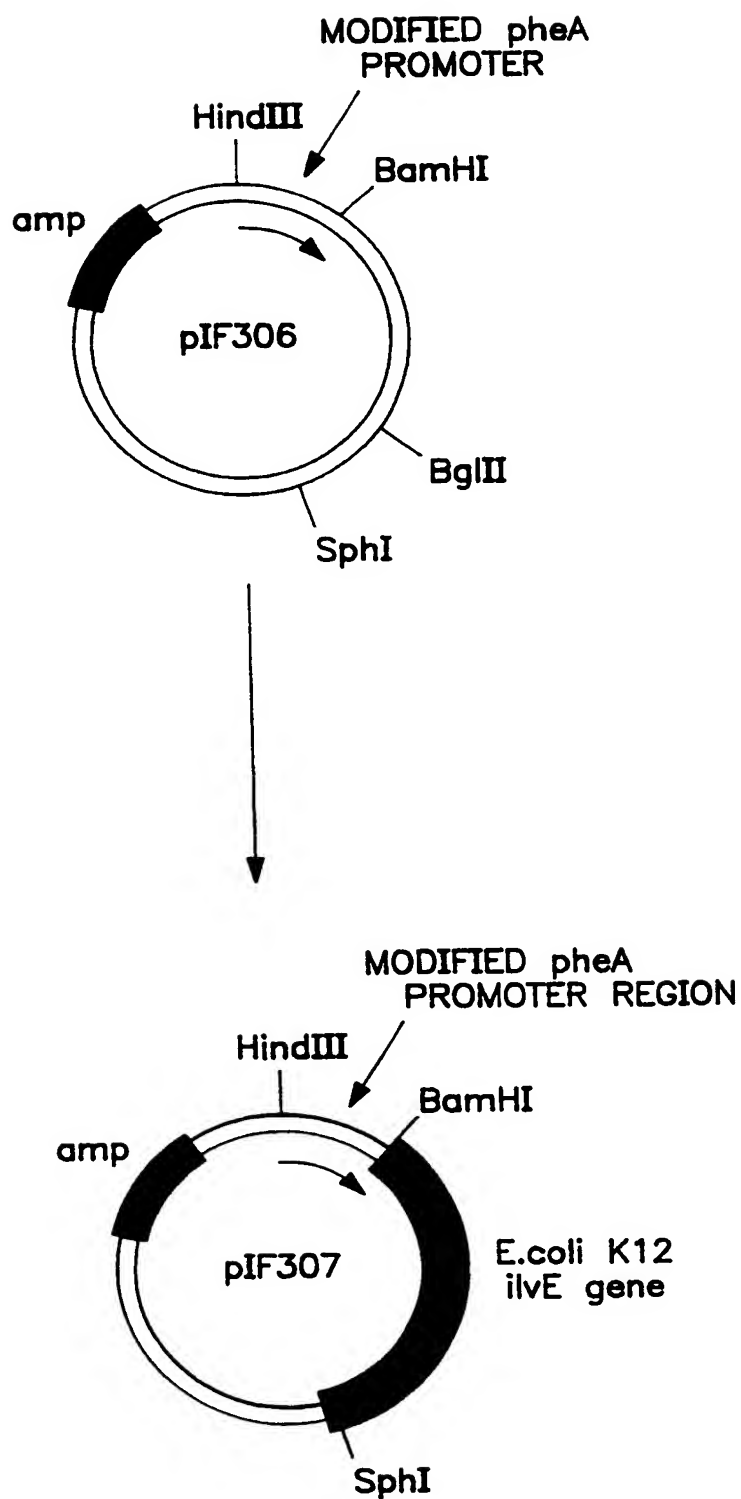 MODIFIED pheA
PROMOTER
HindIII
BamHI
amp
pIF306
BglII
SphI
MODIFIED pheA
PROMOTER REGION
HindIII
BamHI
amp
pIF307
E.coli K12
ilvE gene
SphI